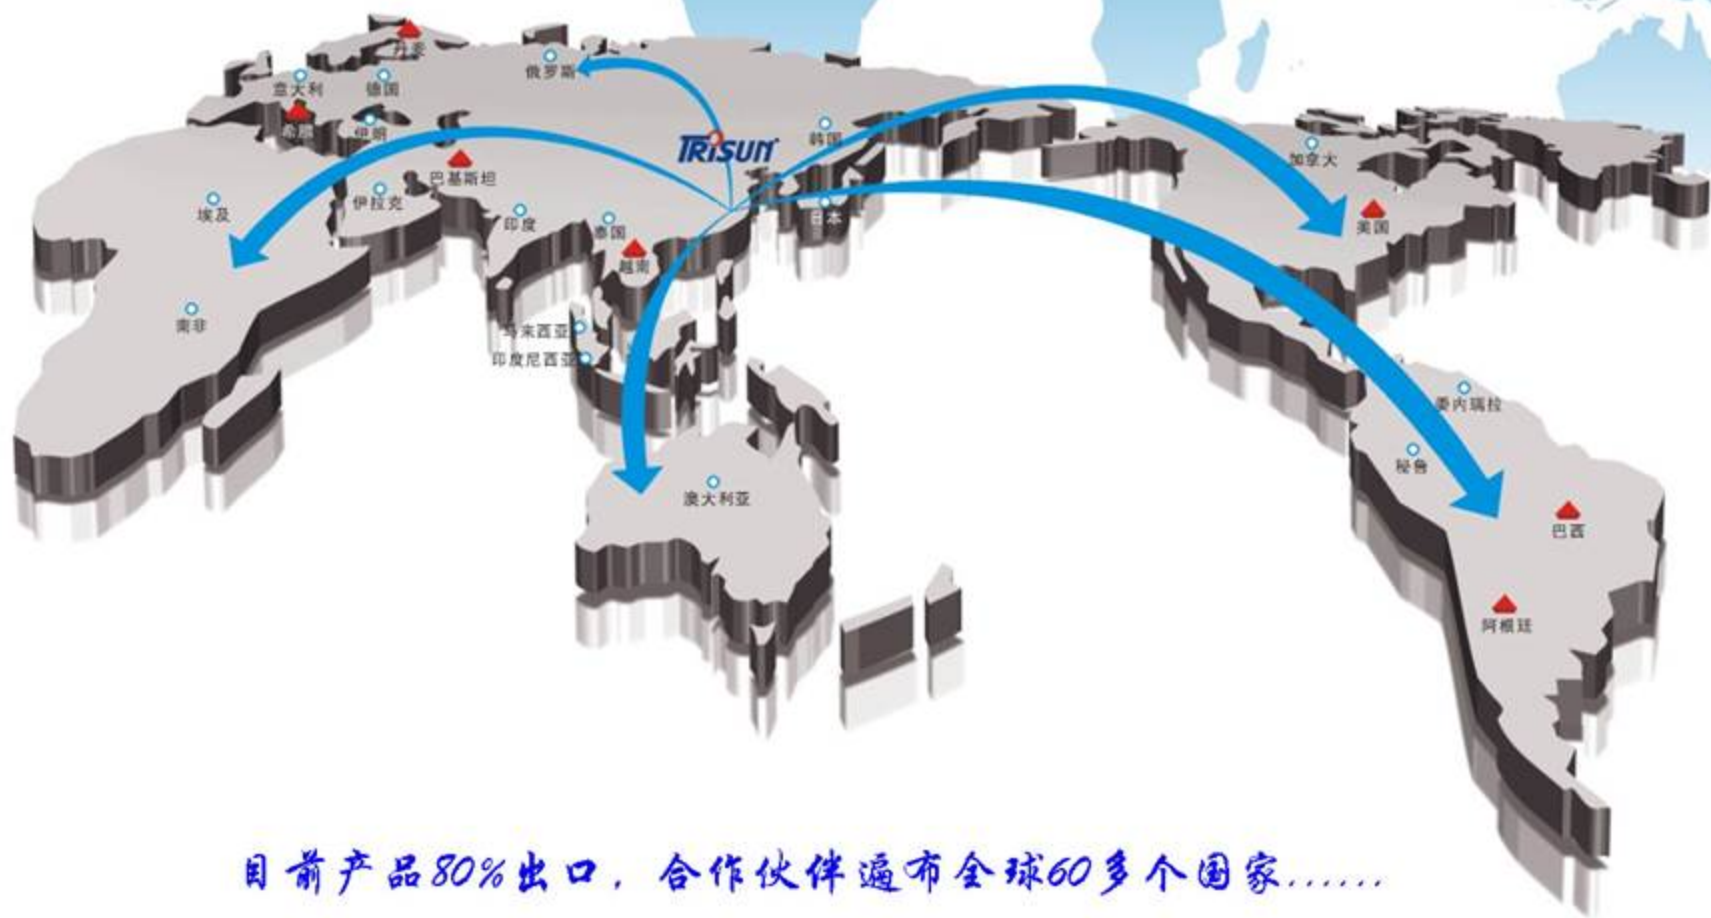 丹麦
俄罗斯
意大利
德国
希腊
伊朗
TRiSUN
韩国
加拿大
巴基斯坦
伊拉克
埃及
印度
泰国
日本
美国
越南
南非
马来西亚
印度尼西亚
委内瑞拉
秘鲁
澳大利亚
巴西
阿根廷
目前产品80%出口，合作伙伴遍布全球60多个国家......